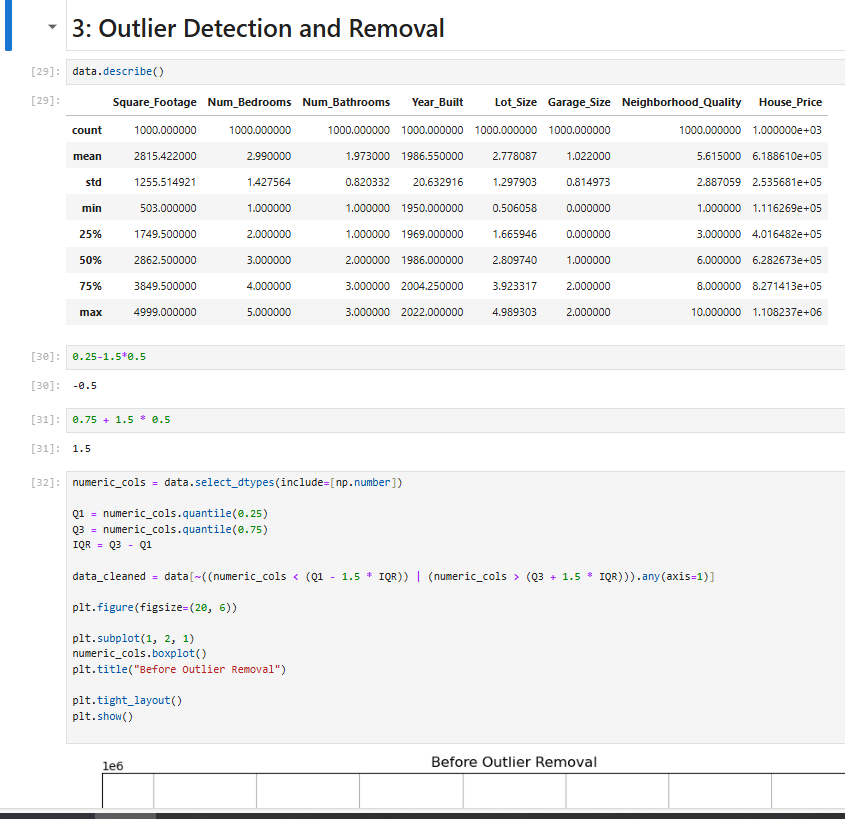 3: Outlier Detection and Removal
[29]: data.describe()
[29]: Square_Footage Num_Bedrooms Num_Bathrooms Year_Built Lot_Size Garage_Size Neighborhood_Quality House_Price
count 1000.000000 1000.000000 1000.000000 1000.000000 1000.000000 1000.000000 1000.000000 1.000000e+03
mean 2815.422000 2.990000 1.973000 1986.550000 2.778087 1.022000 5.615000 6.188610e+05
std 1255.514921 1.427564 0.820332 20.632916 1.297903 0.814973 2.887059 2.535681e+05
min 503.000000 1.000000 1.000000 1950.000000 0.506058 0.000000 1.000000 1.116269e+05
25% 1749.500000 2.000000 1.000000 1969.000000 1.665946 0.000000 3.000000 4.016482e+05
50% 2862.500000 3.000000 2.000000 1986.000000 2.809740 1.000000 6.000000 6.282673e+05
75% 3849.500000 4.000000 3.000000 2004.250000 3.923317 2.000000 8.000000 8.271413e+05
max 4999.000000 5.000000 3.000000 2022.000000 4.989303 2.000000 10.000000 1.108237e+06
[30]: 0.25-1.5*0.5
[30]: -0.5
[31]: 0.75 + 1.5 * 0.5
[31]: 1.5
[32]: numeric_cols = data.select_dtypes(include=[np.number])
Q1 = numeric_cols.quantile(0.25)
Q3 = numeric_cols.quantile(0.75)
IQR = Q3 - Q1
data_cleaned = data[~((numeric_cols < (Q1 - 1.5 * IQR)) | (numeric_cols > (Q3 + 1.5 * IQR))).any(axis=1)]
plt.figure(figsize=(20, 6))
plt.subplot(1, 2, 1)
numeric_cols.boxplot()
plt.title("Before Outlier Removal")
plt.tight_layout()
plt.show()
1e6 Before Outlier Removal